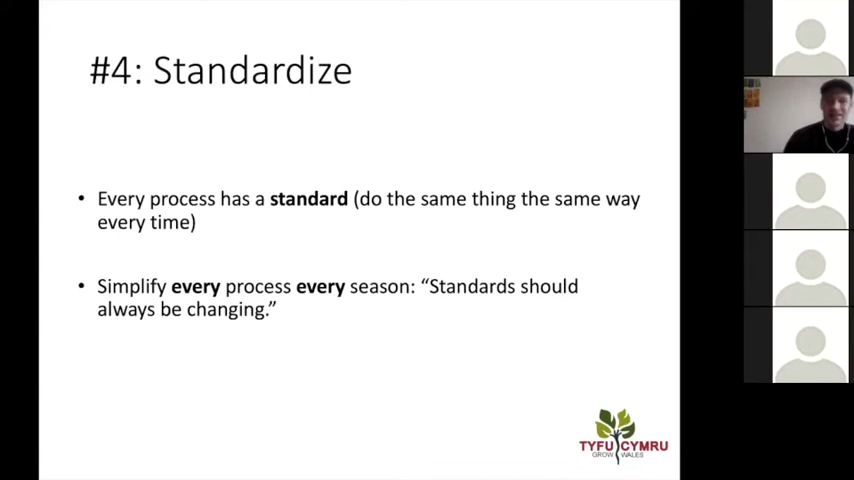 #4: Standardize
• Every process has a standard (do the same thing the same way
every time)
• Simplify every process every season: “Standards should
always be changing.”
TYFU CYMRU
GROW WALES